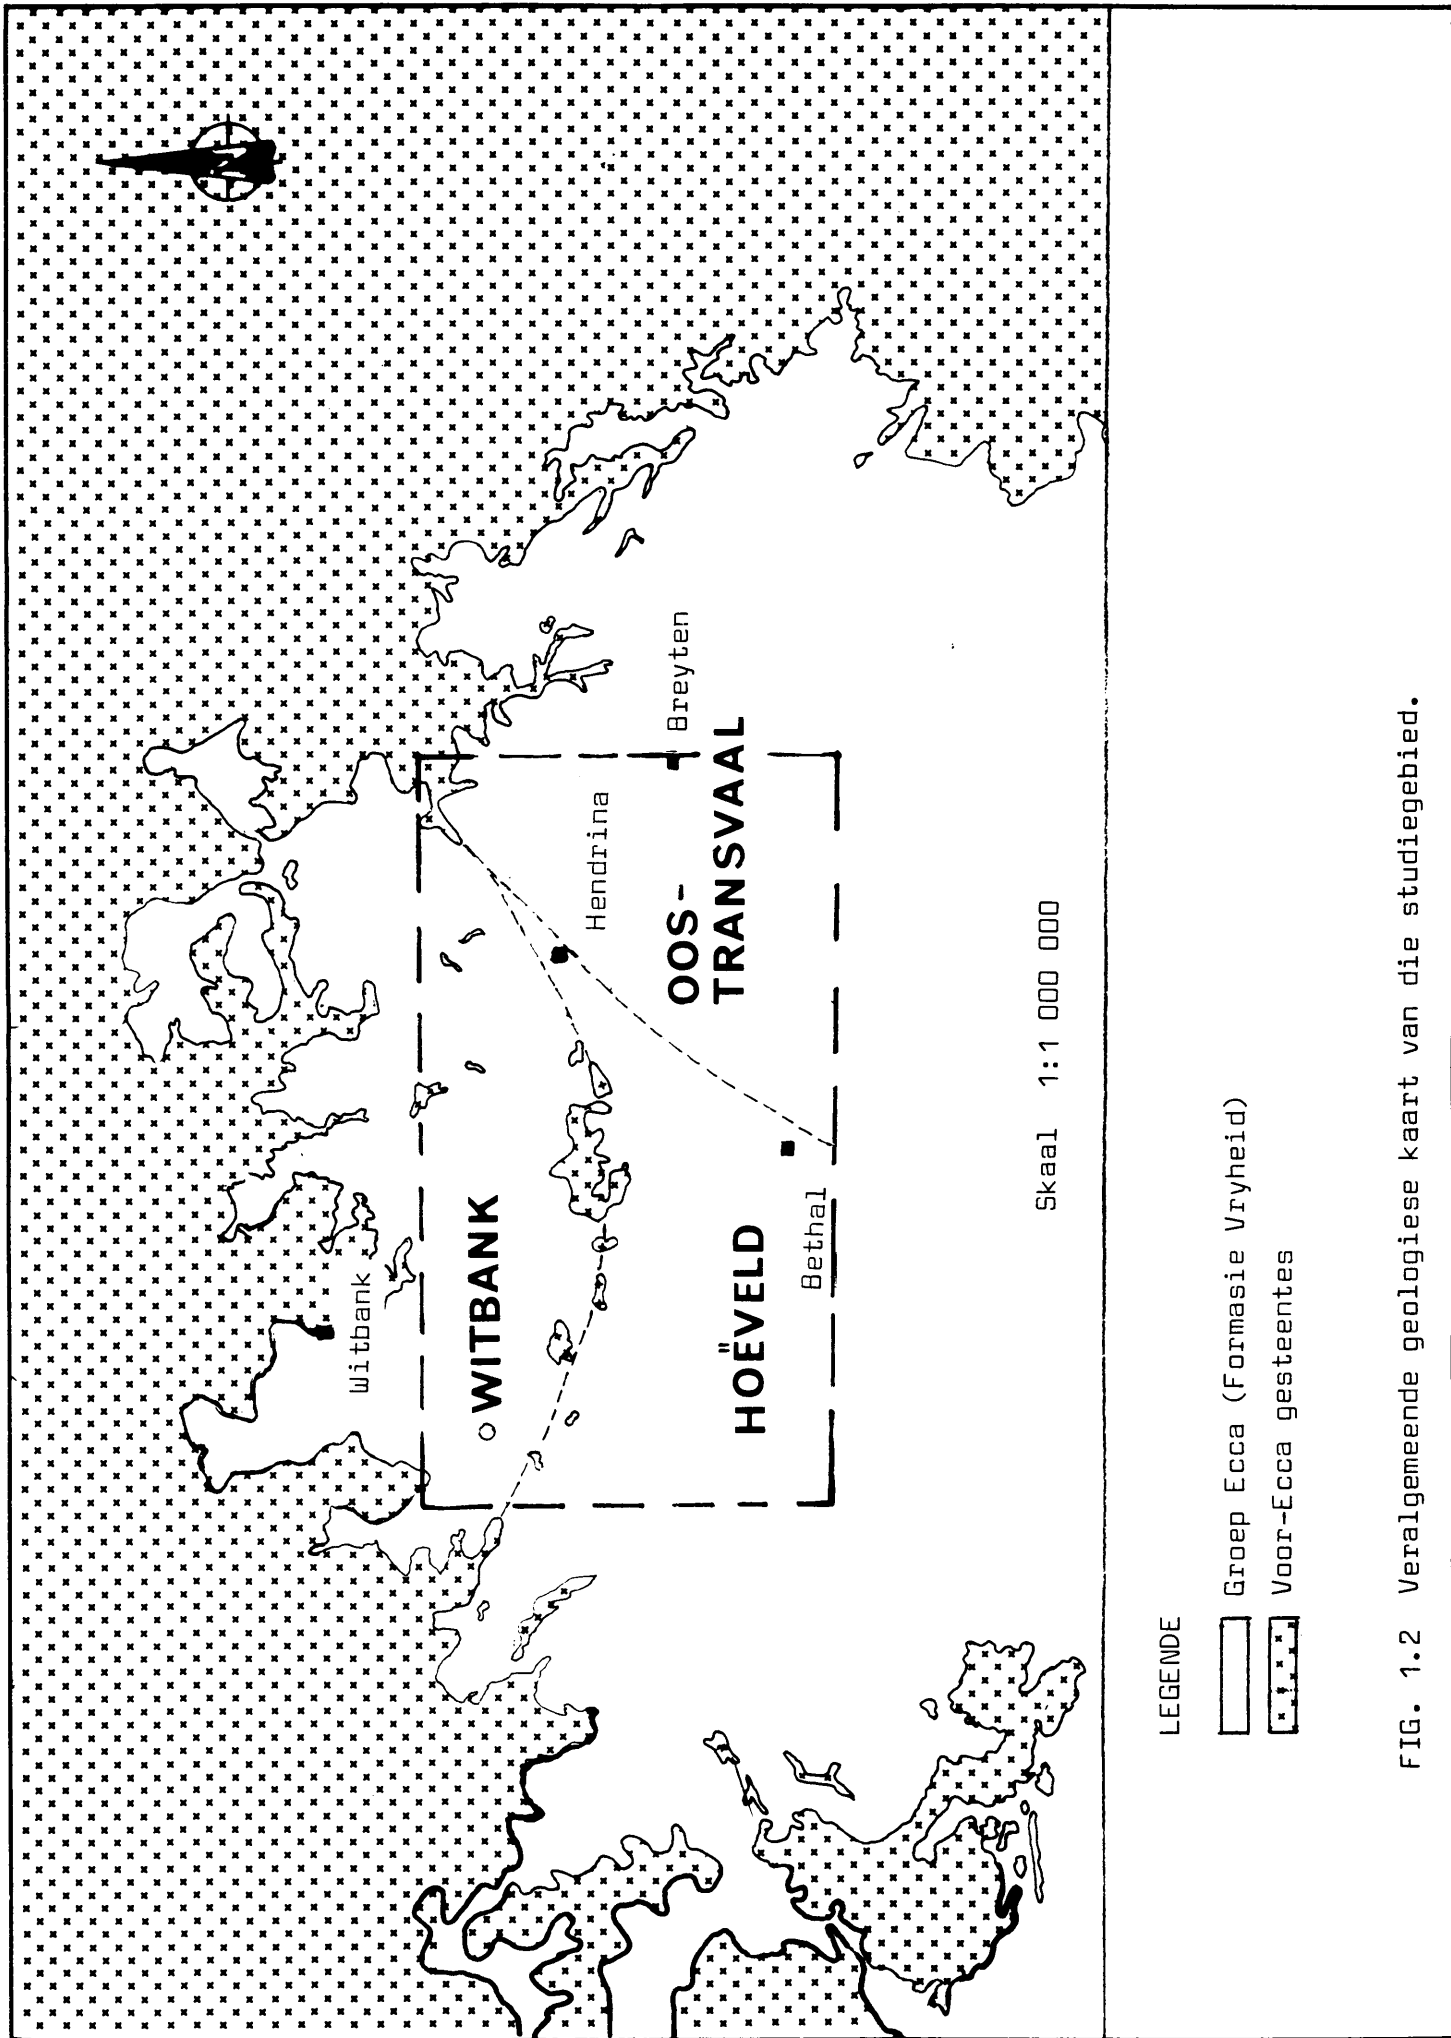 Witbank
WITBANK
Hendrina
Breyten
OOS-
TRANSVAAL
HOËVELD
Bethal
Skaal 1:1 000 000
LEGENDE
Groep Ecca (Formasie Vryheid)
Voor-Ecca gesteentes
FIG. 1.2 Veralgemeende geologiese kaart van die studiegebied.